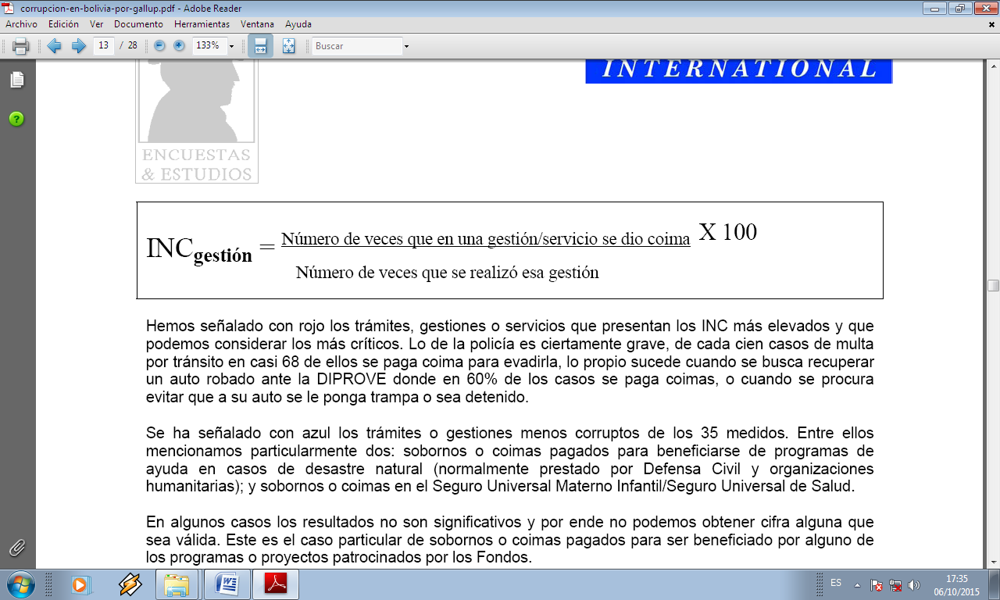 corrupcion-en-bolivia-por-gallup.pdf - Adobe Reader
Archivo Edición Ver Documento Herramientas Ventana Ayuda
13 / 28 133% Buscar
INTERNATIONAL
ENCUESTAS
& ESTUDIOS
INCgestión = Número de veces que en una gestión/servicio se dio coima X 100
Número de veces que se realizó esa gestión
Hemos señalado con rojo los trámites, gestiones o servicios que presentan los INC más elevados y que
podemos considerar los más críticos. Lo de la policía es ciertamente grave, de cada cien casos de multa
por tránsito en casi 68 de ellos se paga coima para evadirla, lo propio sucede cuando se busca recuperar
un auto robado ante la DIPROVE donde en 60% de los casos se paga coimas, o cuando se procura
evitar que a su auto se le ponga trampa o sea detenido.
Se ha señalado con azul los trámites o gestiones menos corruptos de los 35 medidos. Entre ellos
mencionamos particularmente dos: sobornos o coimas pagados para beneficiarse de programas de
ayuda en casos de desastre natural (normalmente prestado por Defensa Civil y organizaciones
humanitarias); y sobornos o coimas en el Seguro Universal Materno Infantil/Seguro Universal de Salud.
En algunos casos los resultados no son significativos y por ende no podemos obtener cifra alguna que
sea válida. Este es el caso particular de sobornos o coimas pagados para ser beneficiado por alguno de
los programas o proyectos patrocinados por los Fondos.
ES
17:35
06/10/2015